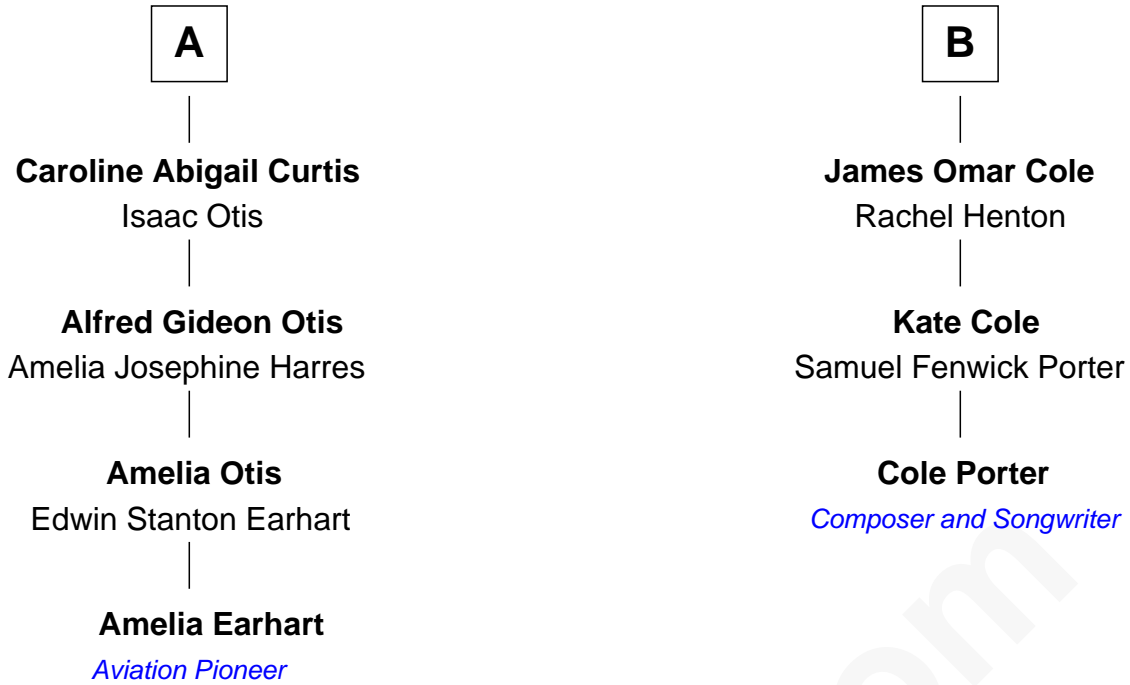 A
Caroline Abigail Curtis
Isaac Otis
Alfred Gideon Otis
Amelia Josephine Harres
Amelia Otis
Edwin Stanton Earhart
Amelia Earhart
Aviation Pioneer
B
James Omar Cole
Rachel Henton
Kate Cole
Samuel Fenwick Porter
Cole Porter
Composer and Songwriter
om